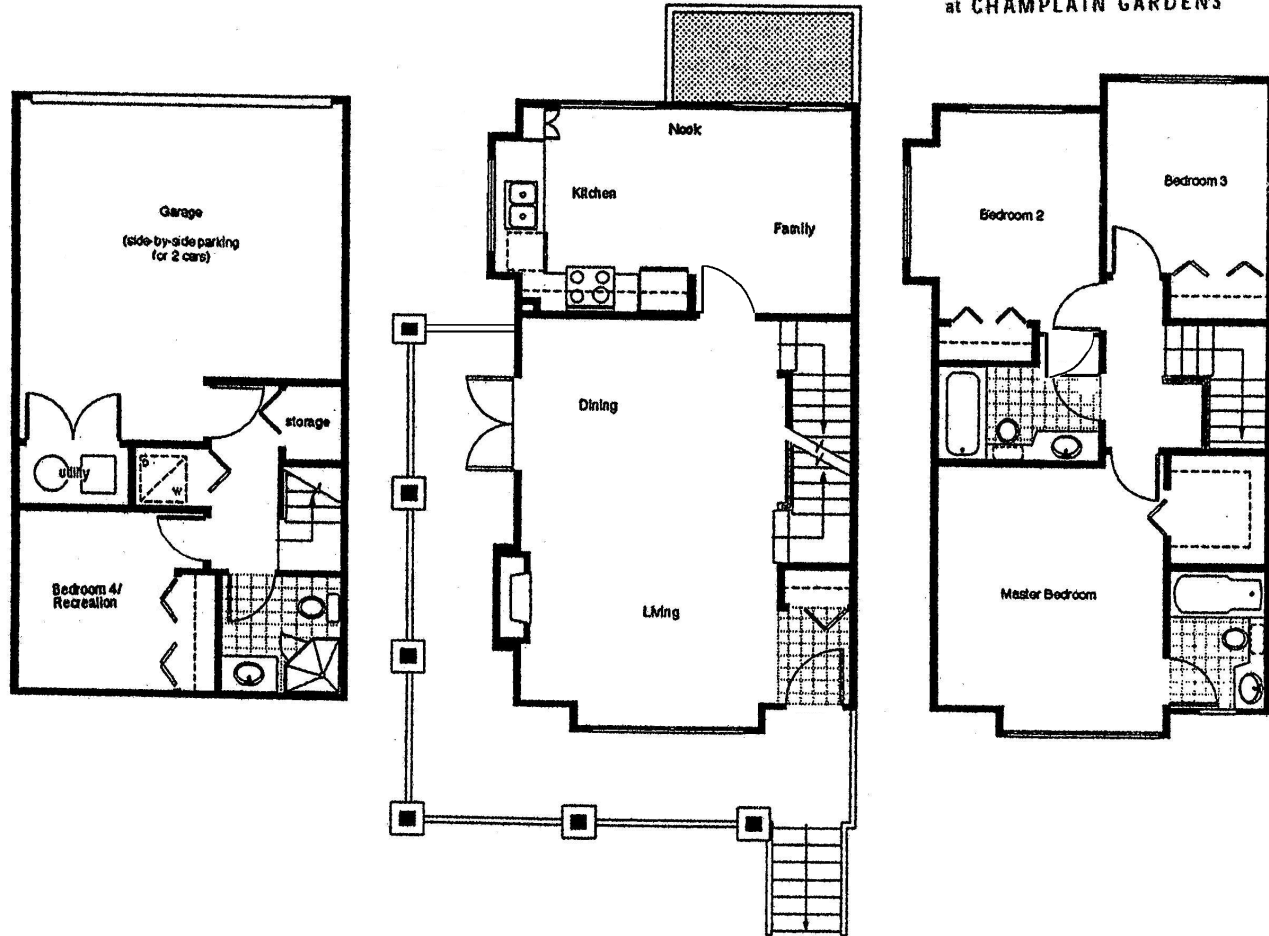 at CHAMPLAIN GARDENS
Garage
(side-by-side parking
for 2 cars)
storage
utility
W
Bedroom 4/
Recreation
Nook
Kitchen
Family
Dining
Living
Bedroom 3
Bedroom 2
Master Bedroom